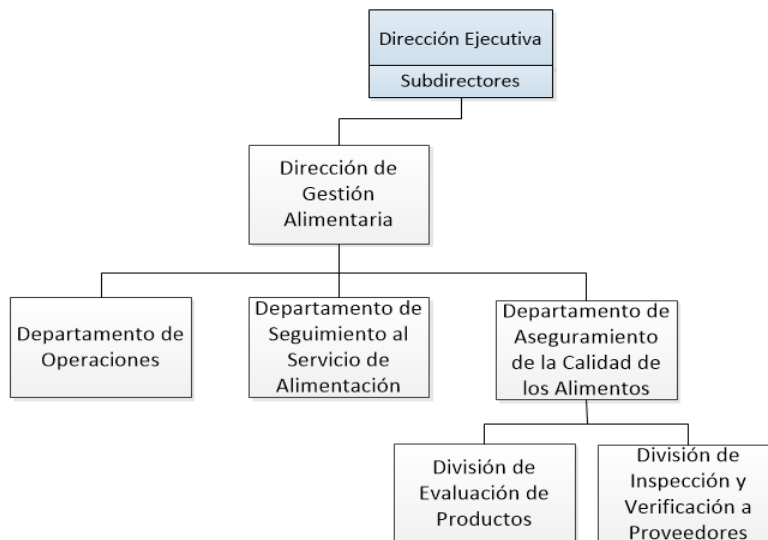 Dirección Ejecutiva
Subdirectores
Dirección de
Gestión
Alimentaria
Departamento de
Operaciones
Departamento de
Seguimiento al
Servicio de
Alimentación
Departamento de
Aseguramiento
de la Calidad de
los Alimentos
División de
Evaluación de
Productos
División de
Inspección y
Verificación a
Proveedores